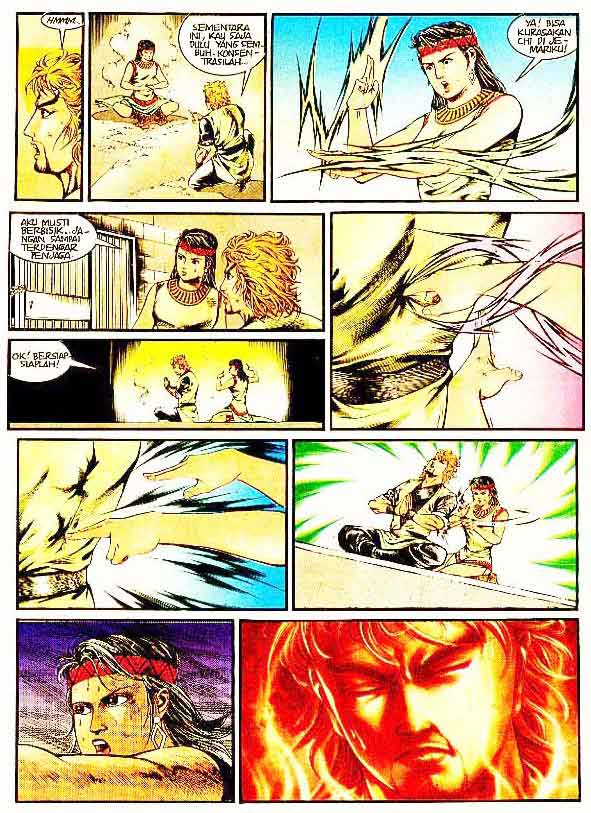 HMMM..
SEMENTARA
INI, KAU SAJA
DULU YANG SEM-
BUH. KONSEN-
TRASILAH...
YA! BISA
KURASAKAN
CHI DI JE-
MARIKU!
AKU MUSTI
BERBISIK.. JA-
NGAN SAMPAI
TERDENGAR
PENJAGA.
OK! BERSIAP-
SIAPLAH!